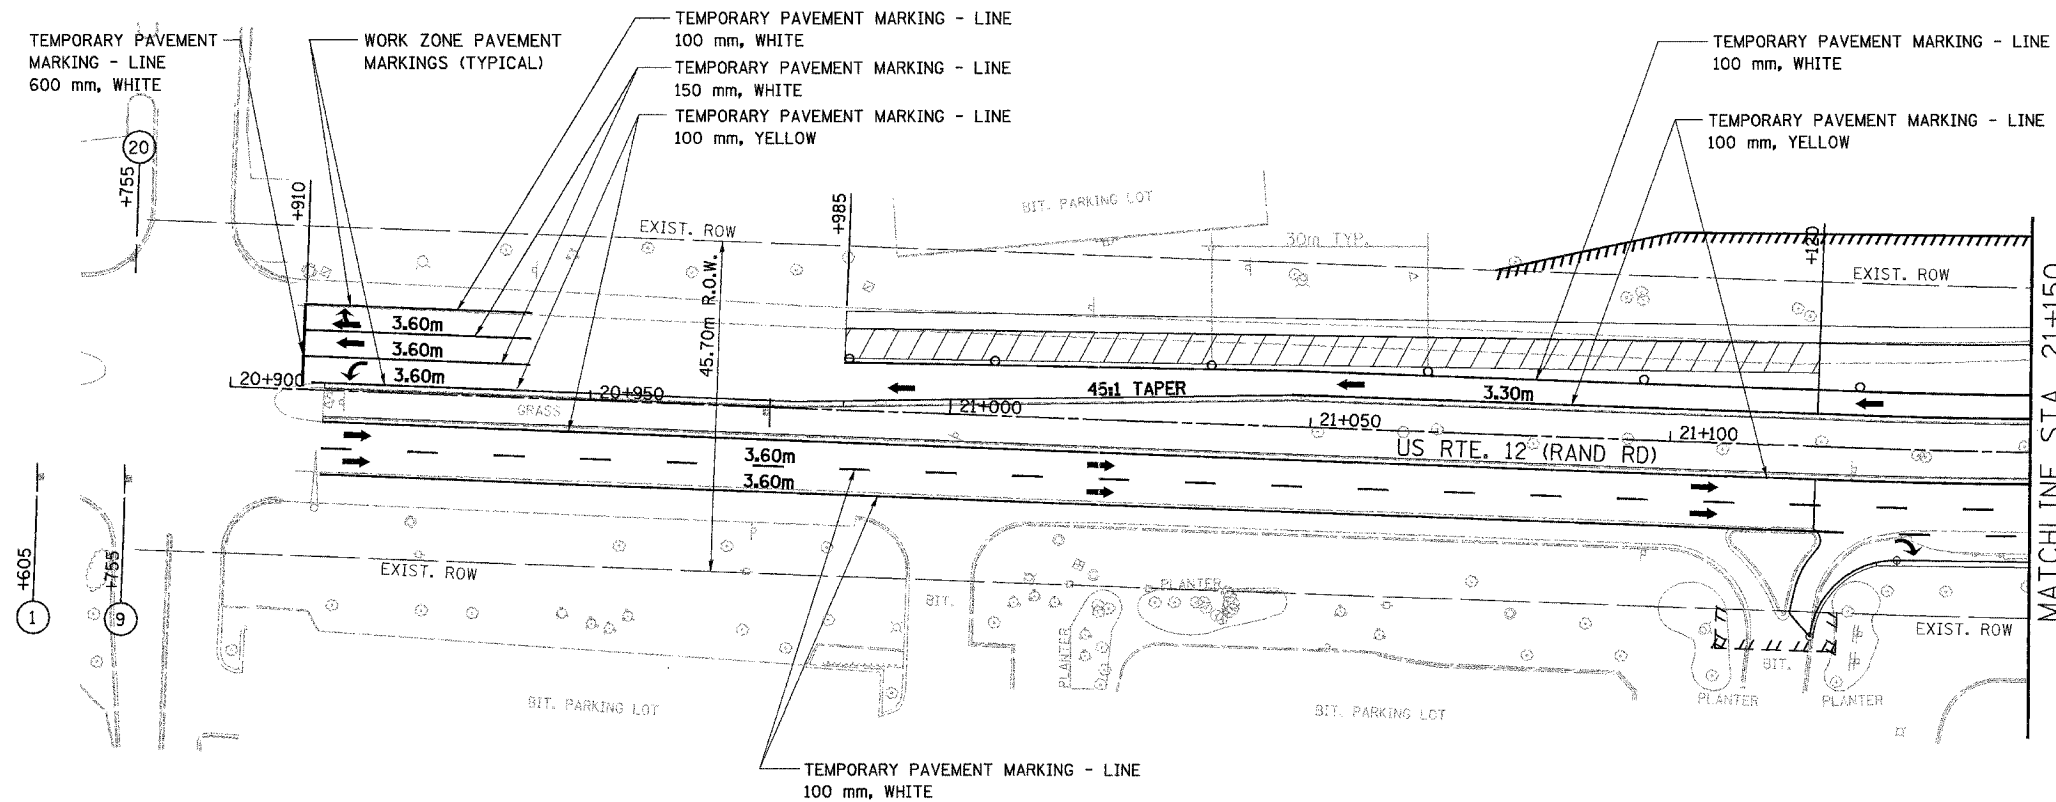 TEMPORARY PAVEMENT
MARKING - LINE
600 mm, WHITE
WORK ZONE PAVEMENT
MARKINGS (TYPICAL)
TEMPORARY PAVEMENT MARKING - LINE
100 mm, WHITE
TEMPORARY PAVEMENT MARKING - LINE
150 mm, WHITE
TEMPORARY PAVEMENT MARKING - LINE
100 mm, YELLOW
TEMPORARY PAVEMENT MARKING - LINE
100 mm, WHITE
TEMPORARY PAVEMENT MARKING - LINE
100 mm, YELLOW
20
+755
+910
+985
+120
BIT. PARKING LOT
EXIST. ROW
30m TYP.
EXIST. ROW
45.70m R.O.W.
3.60m
3.60m
3.60m
20+900
20+950
GRASS
45:1 TAPER
3.30m
21+000
21+050
21+100
US RTE. 12 (RAND RD)
MATCHLINE STA. 21+150
3.60m
3.60m
+605
+755
1
9
EXIST. ROW
BIT.
PLANTER
PLANTER
EXIST. ROW
BIT.
PLANTER
PLANTER
BIT. PARKING LOT
BIT. PARKING LOT
TEMPORARY PAVEMENT MARKING - LINE
100 mm, WHITE